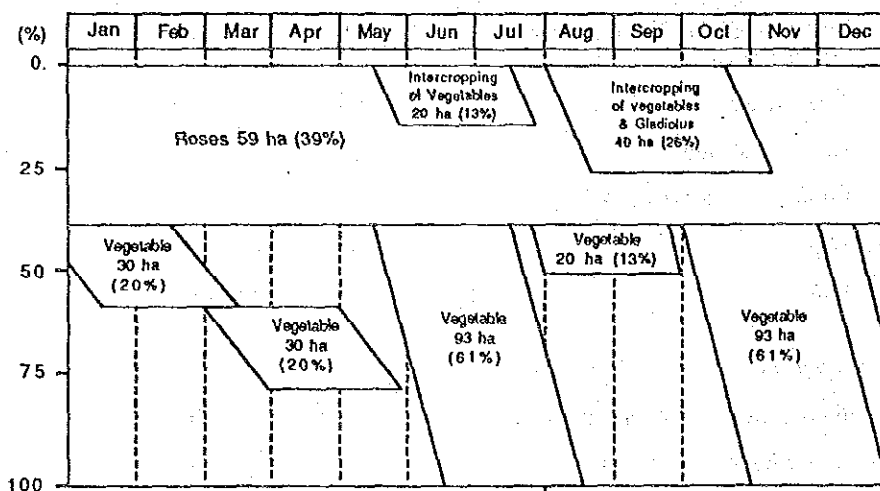 (%) Jan Feb Mar Apr May Jun Jul Aug Sep Oct Nov Dec
0.
Intercropping
of Vegetables
20 ha (13%)
Intercropping
of vegetables
& Gladiolus
40 ha (26%)
Roses 59 ha (39%)
25
Vegetable
30 ha
(20%)
Vegetable
20 ha (13%)
50
Vegetable
30 ha
(20%)
Vegetable
93 ha
(61%)
Vegetable
93 ha
(61%)
75
100